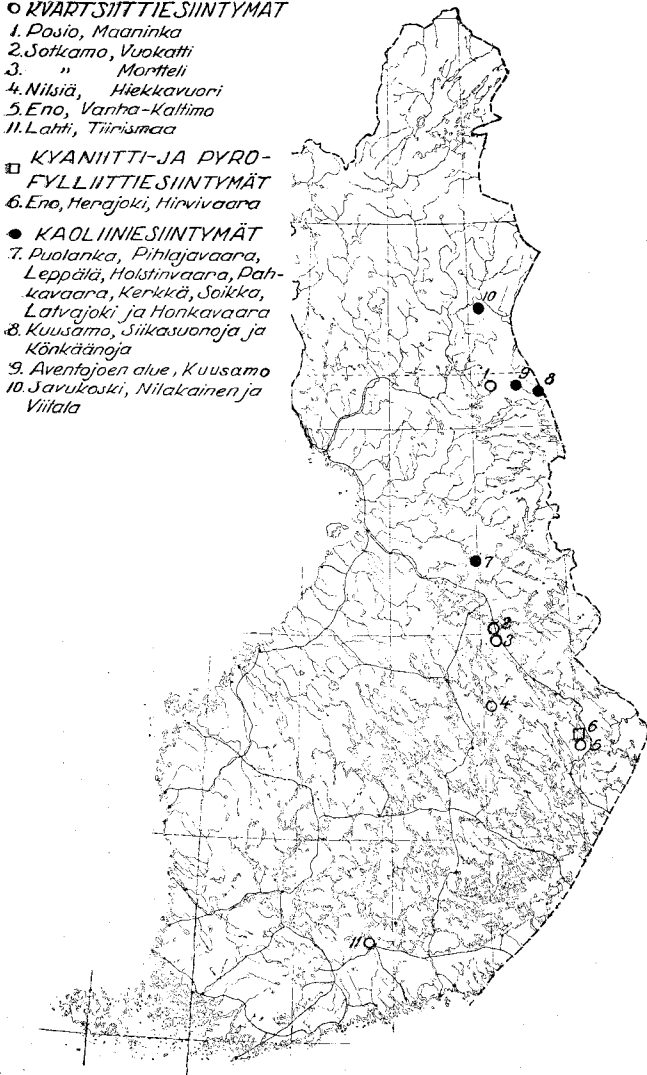 ○ KVARTSIITTIESIINTYMÄT
1. Posio, Maaninka
2. Sotkamo, Vuokatti
3. " Mortteli
4. Nilsiä, Hiekkavuori
5. Eno, Vanha-Kaltimo
11. Lahti, Tiirismaa
□ KYANIITTI-JA PYRO-
FYLLIITTIESIINTYMÄT
6. Eno, Herajoki, Hirvivaara
● KAOLIINIESIINTYMÄT
7. Puolanka, Pihlajavaara,
Leppälä, Holstinvaara, Pah-
kavaara, Kerkkä, Soikka,
Latvajoki ja Honkavaara
8. Kuusamo, Siikasuonoja ja
Könkäänoja
9. Aventojoen alue, Kuusamo
10. Savukoski, Nilakainen ja
Viitala
10
1
9
8
7
2
3
4
6
5
11